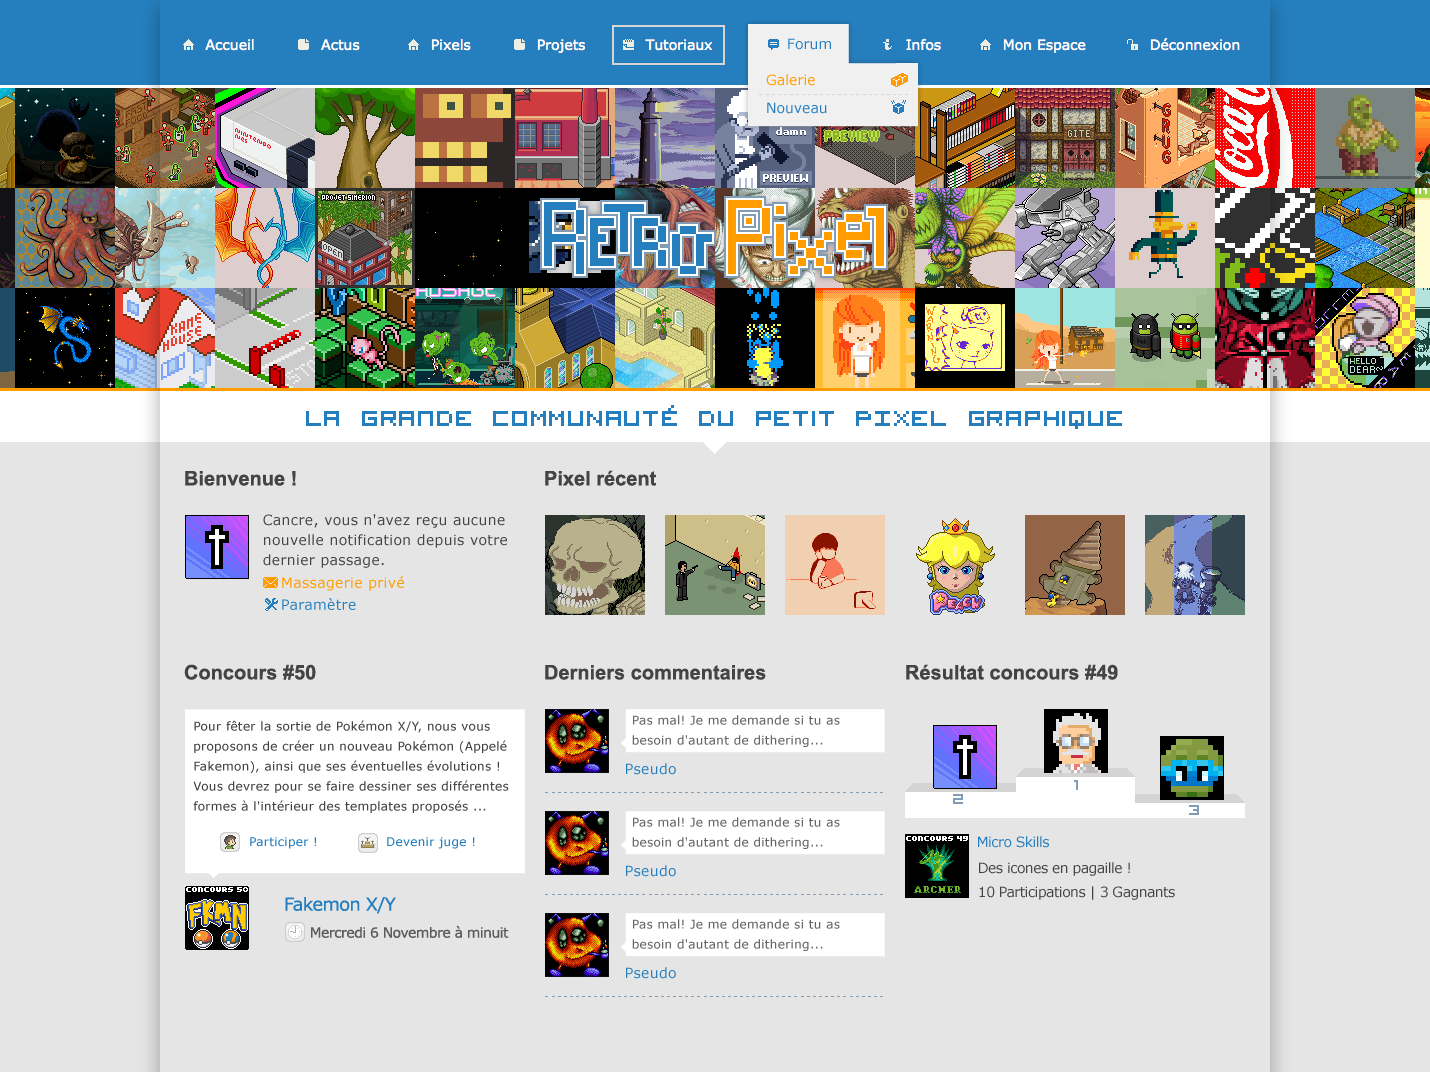 Accueil
Actus
Pixels
Projets
Tutoriaux
Forum
Infos
Mon Espace
Déconnexion
Galerie
Nouveau
NINTENDO
damn
PREVIEW
PREVIEW
GITE
GRUG
Coca
PROJET SIMERION
OPEN
RETRO PIXEL
KAME
HOUSE
HELLO
DEAR~
LA GRANDE COMMUNAUTÉ DU PETIT PIXEL GRAPHIQUE
Bienvenue !
Cancre, vous n'avez reçu aucune
nouvelle notification depuis votre
dernier passage.
Massagerie privé
Paramètre
Pixel récent
PEACH
Concours #50
Pour fêter la sortie de Pokémon X/Y, nous vous
proposons de créer un nouveau Pokémon (Appelé
Fakemon), ainsi que ses éventuelles évolutions !
Vous devrez pour se faire dessiner ses différentes
formes à l'intérieur des templates proposés ...
Participer !
Devenir juge !
CONCOURS 50
FKMN
Fakemon X/Y
Mercredi 6 Novembre à minuit
Derniers commentaires
Pas mal! Je me demande si tu as
besoin d'autant de dithering...
Pseudo
Pas mal! Je me demande si tu as
besoin d'autant de dithering...
Pseudo
Pas mal! Je me demande si tu as
besoin d'autant de dithering...
Pseudo
Résultat concours #49
2
1
3
CONCOURS 49
ARCHER
Micro Skills
Des icones en pagaille !
10 Participations | 3 Gagnants